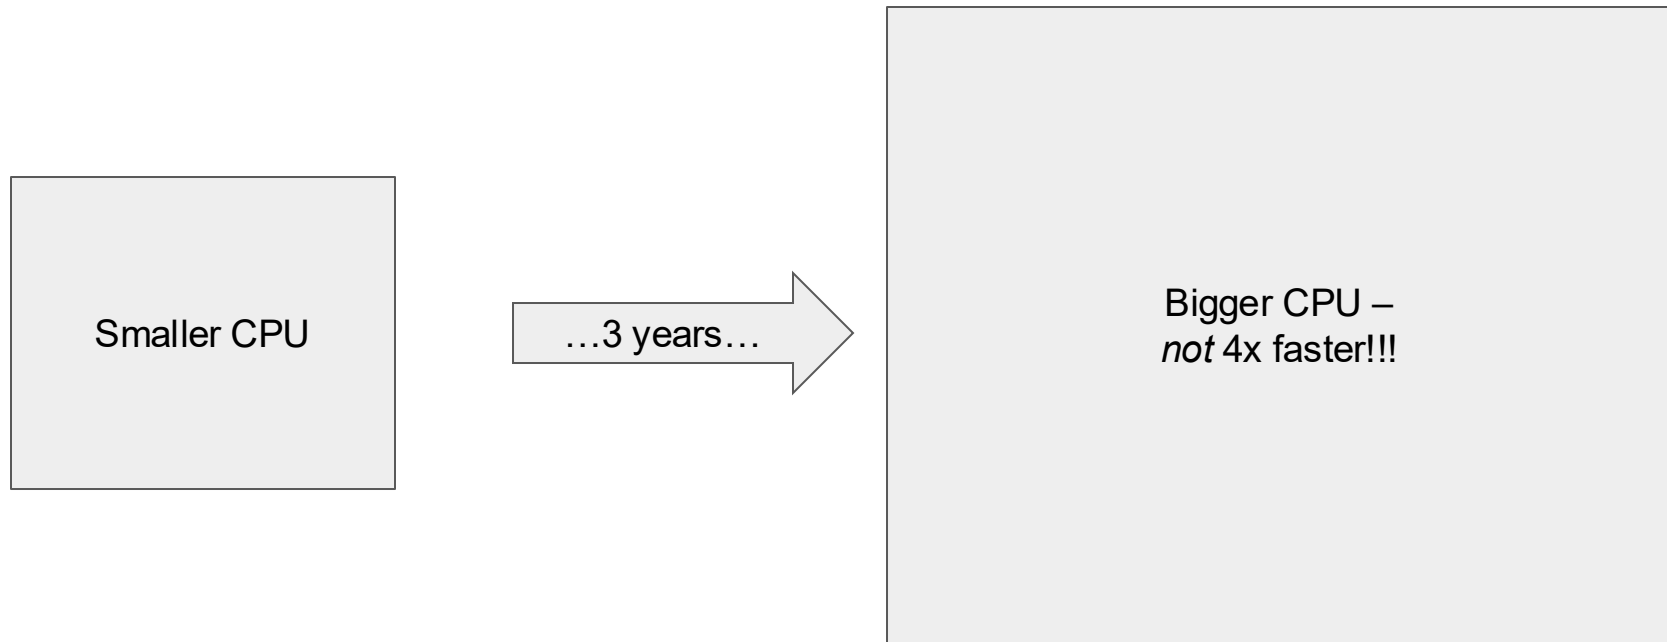 Smaller CPU
…3 years…
Bigger CPU –
not 4x faster!!!